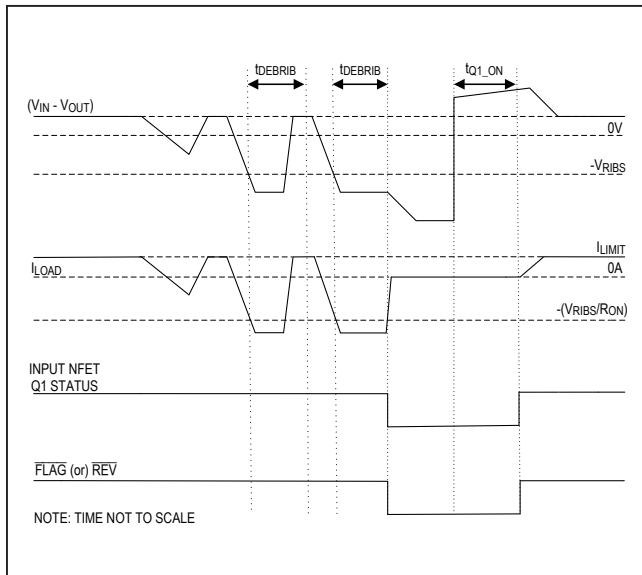 tDEBRIB tDEBRIB tQ1_ON
(VIN - VOUT)
0V
-VRIBS
ILIMIT
ILOAD 0A
-(VRIBS/RON)
INPUT NFET
Q1 STATUS
FLAG (or) REV
NOTE: TIME NOT TO SCALE